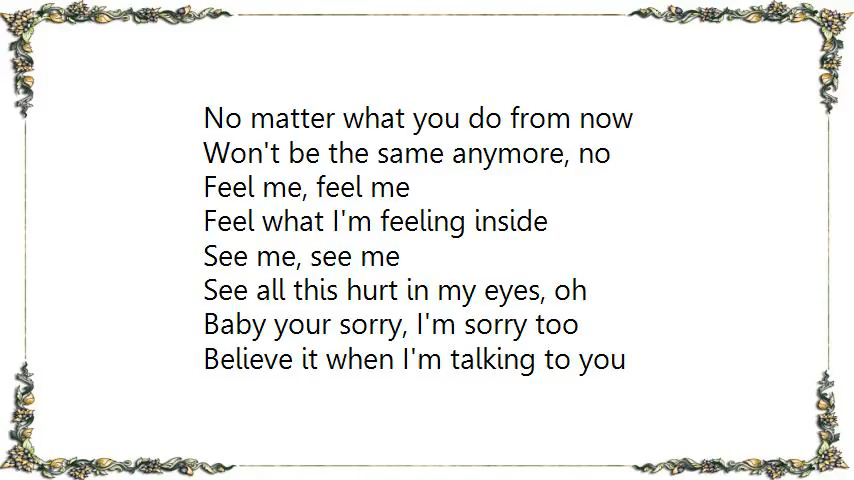 No matter what you do from now
Won't be the same anymore, no
Feel me, feel me
Feel what I'm feeling inside
See me, see me
See all this hurt in my eyes, oh
Baby your sorry, I'm sorry too
Believe it when I'm talking to you